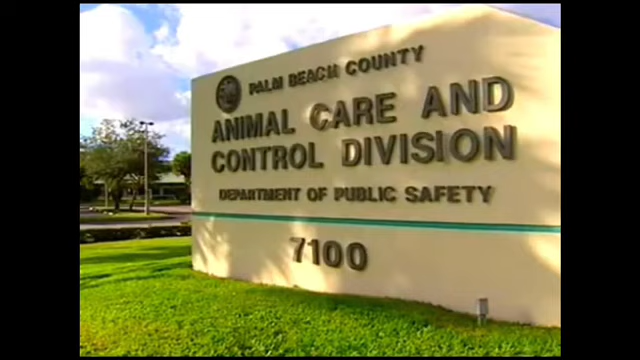 PALM BEACH COUNTY
ANIMAL CARE AND
CONTROL DIVISION
DEPARTMENT OF PUBLIC SAFETY
7100